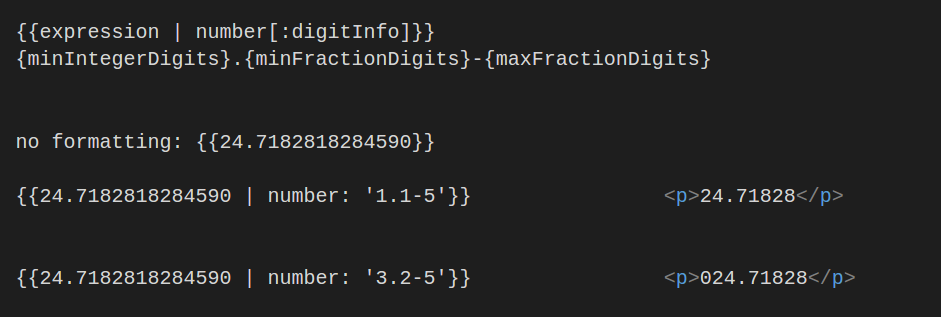 {{expression | number[:digitInfo]}}
{minIntegerDigits}.{minFractionDigits}-{maxFractionDigits}
no formatting: {{24.7182818284590}}
{{24.7182818284590 | number: '1.1-5'}} <p>24.71828</p>
{{24.7182818284590 | number: '3.2-5'}} <p>024.71828</p>